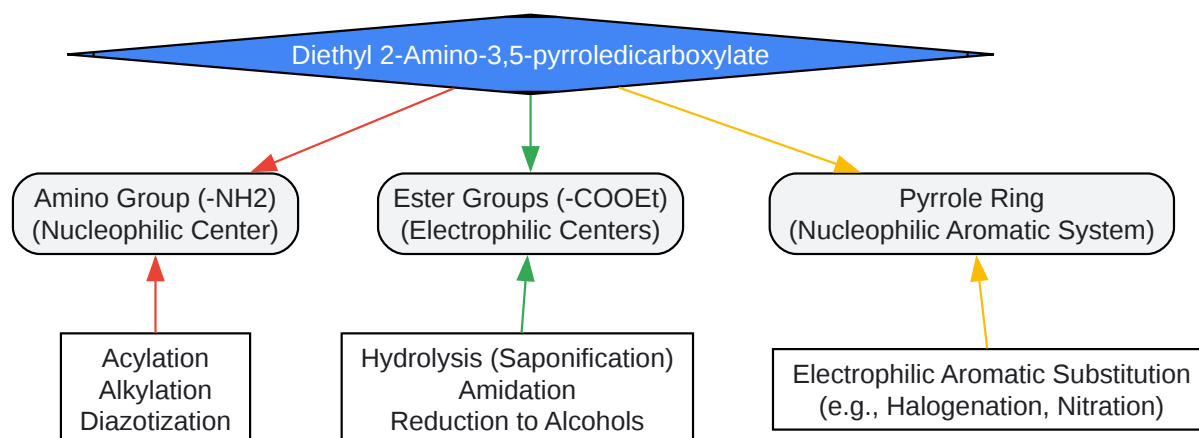 Diethyl 2-Amino-3,5-pyrroledicarboxylate
Amino Group (-NH2)
(Nucleophilic Center)
Ester Groups (-COOEt)
(Electrophilic Centers)
Pyrrole Ring
(Nucleophilic Aromatic System)
Acylation
Alkylation
Diazotization
Hydrolysis (Saponification)
Amidation
Reduction to Alcohols
Electrophilic Aromatic Substitution
(e.g., Halogenation, Nitration)